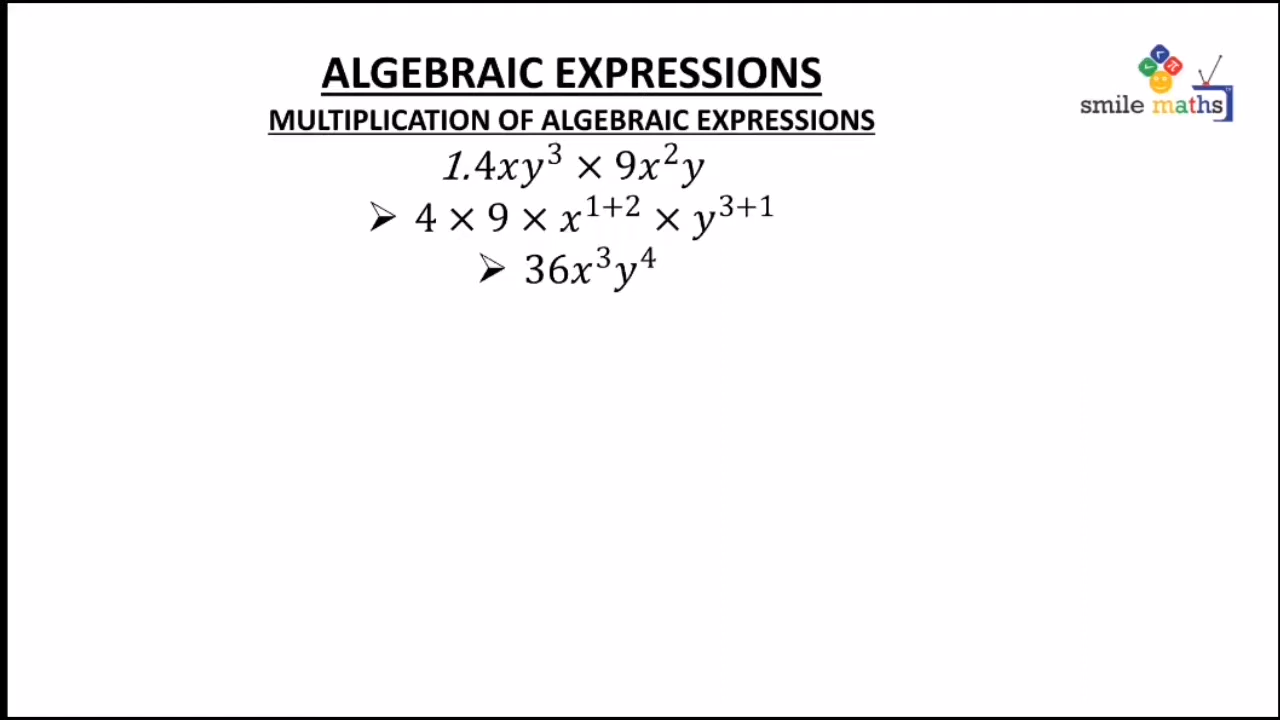 ALGEBRAIC EXPRESSIONS
smile maths
MULTIPLICATION OF ALGEBRAIC EXPRESSIONS
1.4xy³ × 9x²y
➢ 4 × 9 × x¹⁺² × y³⁺¹
➢ 36x³y⁴